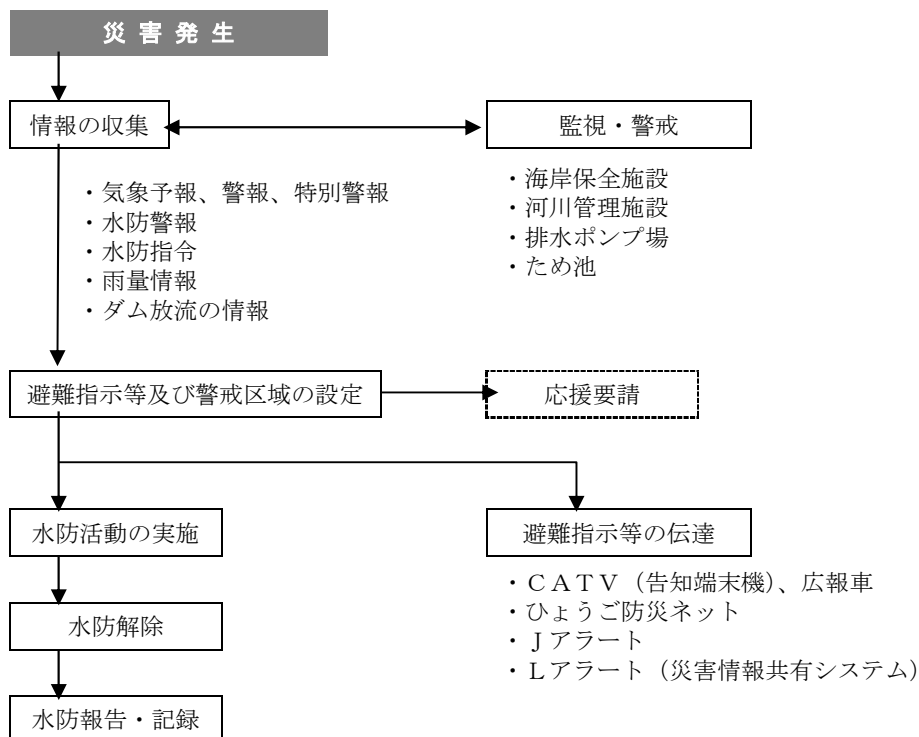 災害発生
情報の収集
監視・警戒
・気象予報、警報、特別警報
・水防警報
・水防指令
・雨量情報
・ダム放流の情報
・海岸保全施設
・河川管理施設
・排水ポンプ場
・ため池
避難指示等及び警戒区域の設定
応援要請
水防活動の実施
避難指示等の伝達
・ＣＡＴＶ（告知端末機）、広報車
・ひょうご防災ネット
・Ｊアラート
・Ｌアラート（災害情報共有システム）
水防解除
水防報告・記録